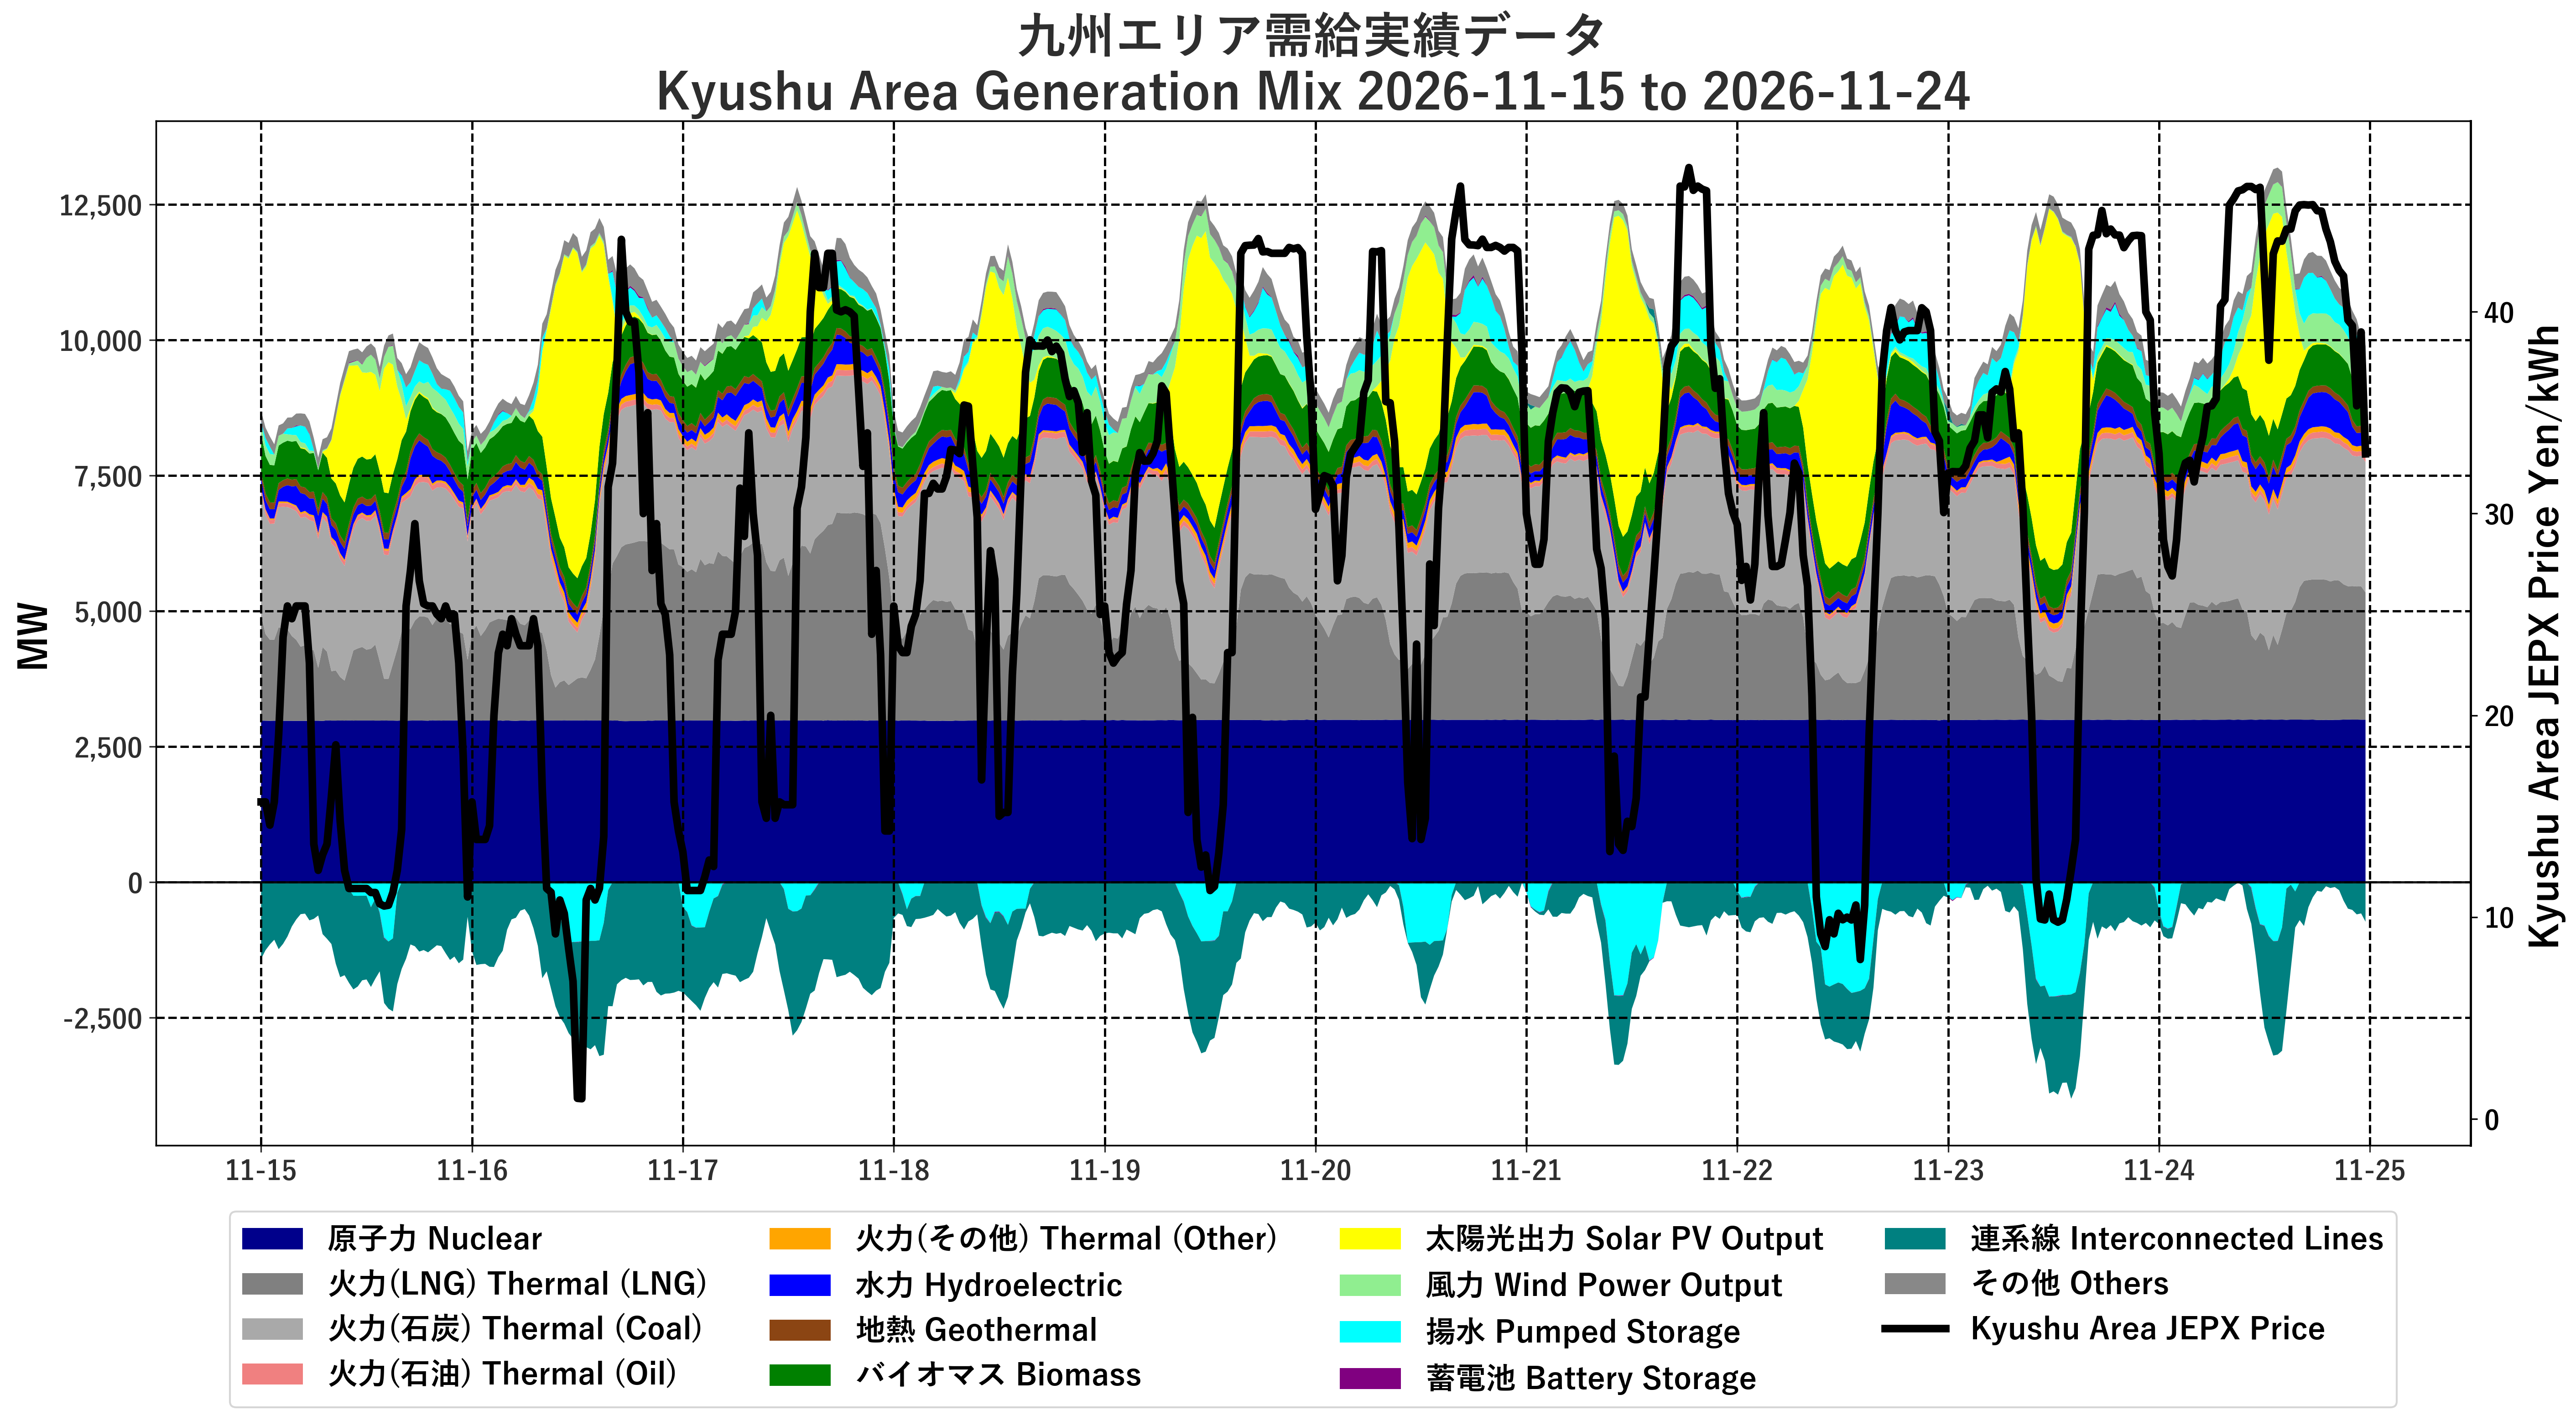 九州エリア需給実績データ
Kyushu Area Generation Mix 2026-11-15 to 2026-11-24
MW
12,500
10,000
7,500
5,000
2,500
0
-2,500
40
30
20
10
0
Kyushu Area JEPX Price Yen/kWh
11-15
11-16
11-17
11-18
11-19
11-20
11-21
11-22
11-23
11-24
11-25
原子力 Nuclear
火力(LNG) Thermal (LNG)
火力(石炭) Thermal (Coal)
火力(石油) Thermal (Oil)
火力(その他) Thermal (Other)
水力 Hydroelectric
地熱 Geothermal
バイオマス Biomass
太陽光出力 Solar PV Output
風力 Wind Power Output
揚水 Pumped Storage
蓄電池 Battery Storage
連系線 Interconnected Lines
その他 Others
Kyushu Area JEPX Price